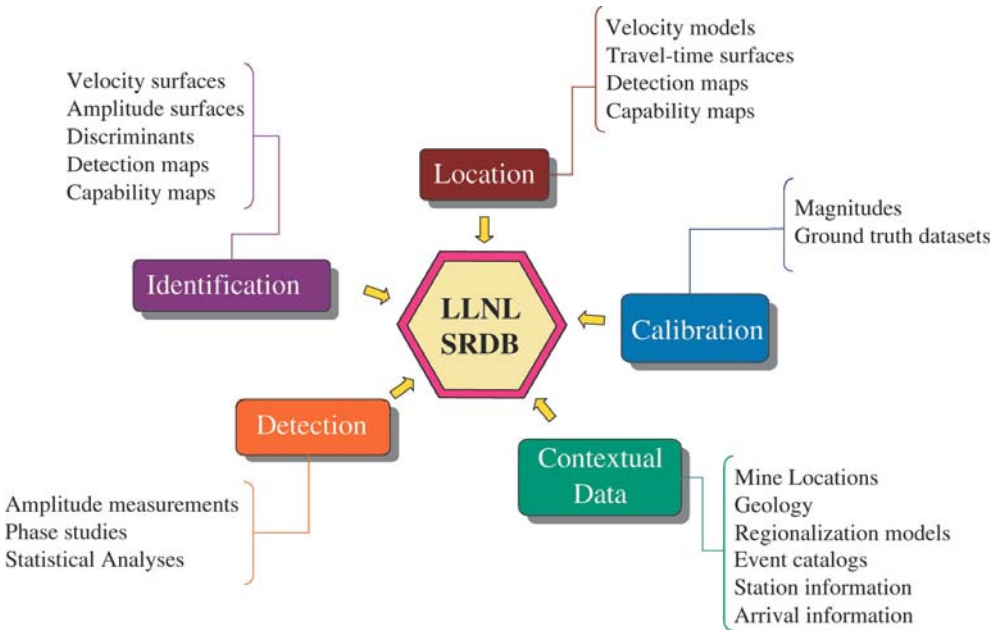 Velocity models
Travel-time surfaces
Detection maps
Capability maps
Location
Velocity surfaces
Amplitude surfaces
Discriminants
Detection maps
Capability maps
Identification
Magnitudes
Ground truth datasets
Calibration
LLNL
SRDB
Detection
Amplitude measurements
Phase studies
Statistical Analyses
Contextual
Data
Mine Locations
Geology
Regionalization models
Event catalogs
Station information
Arrival information